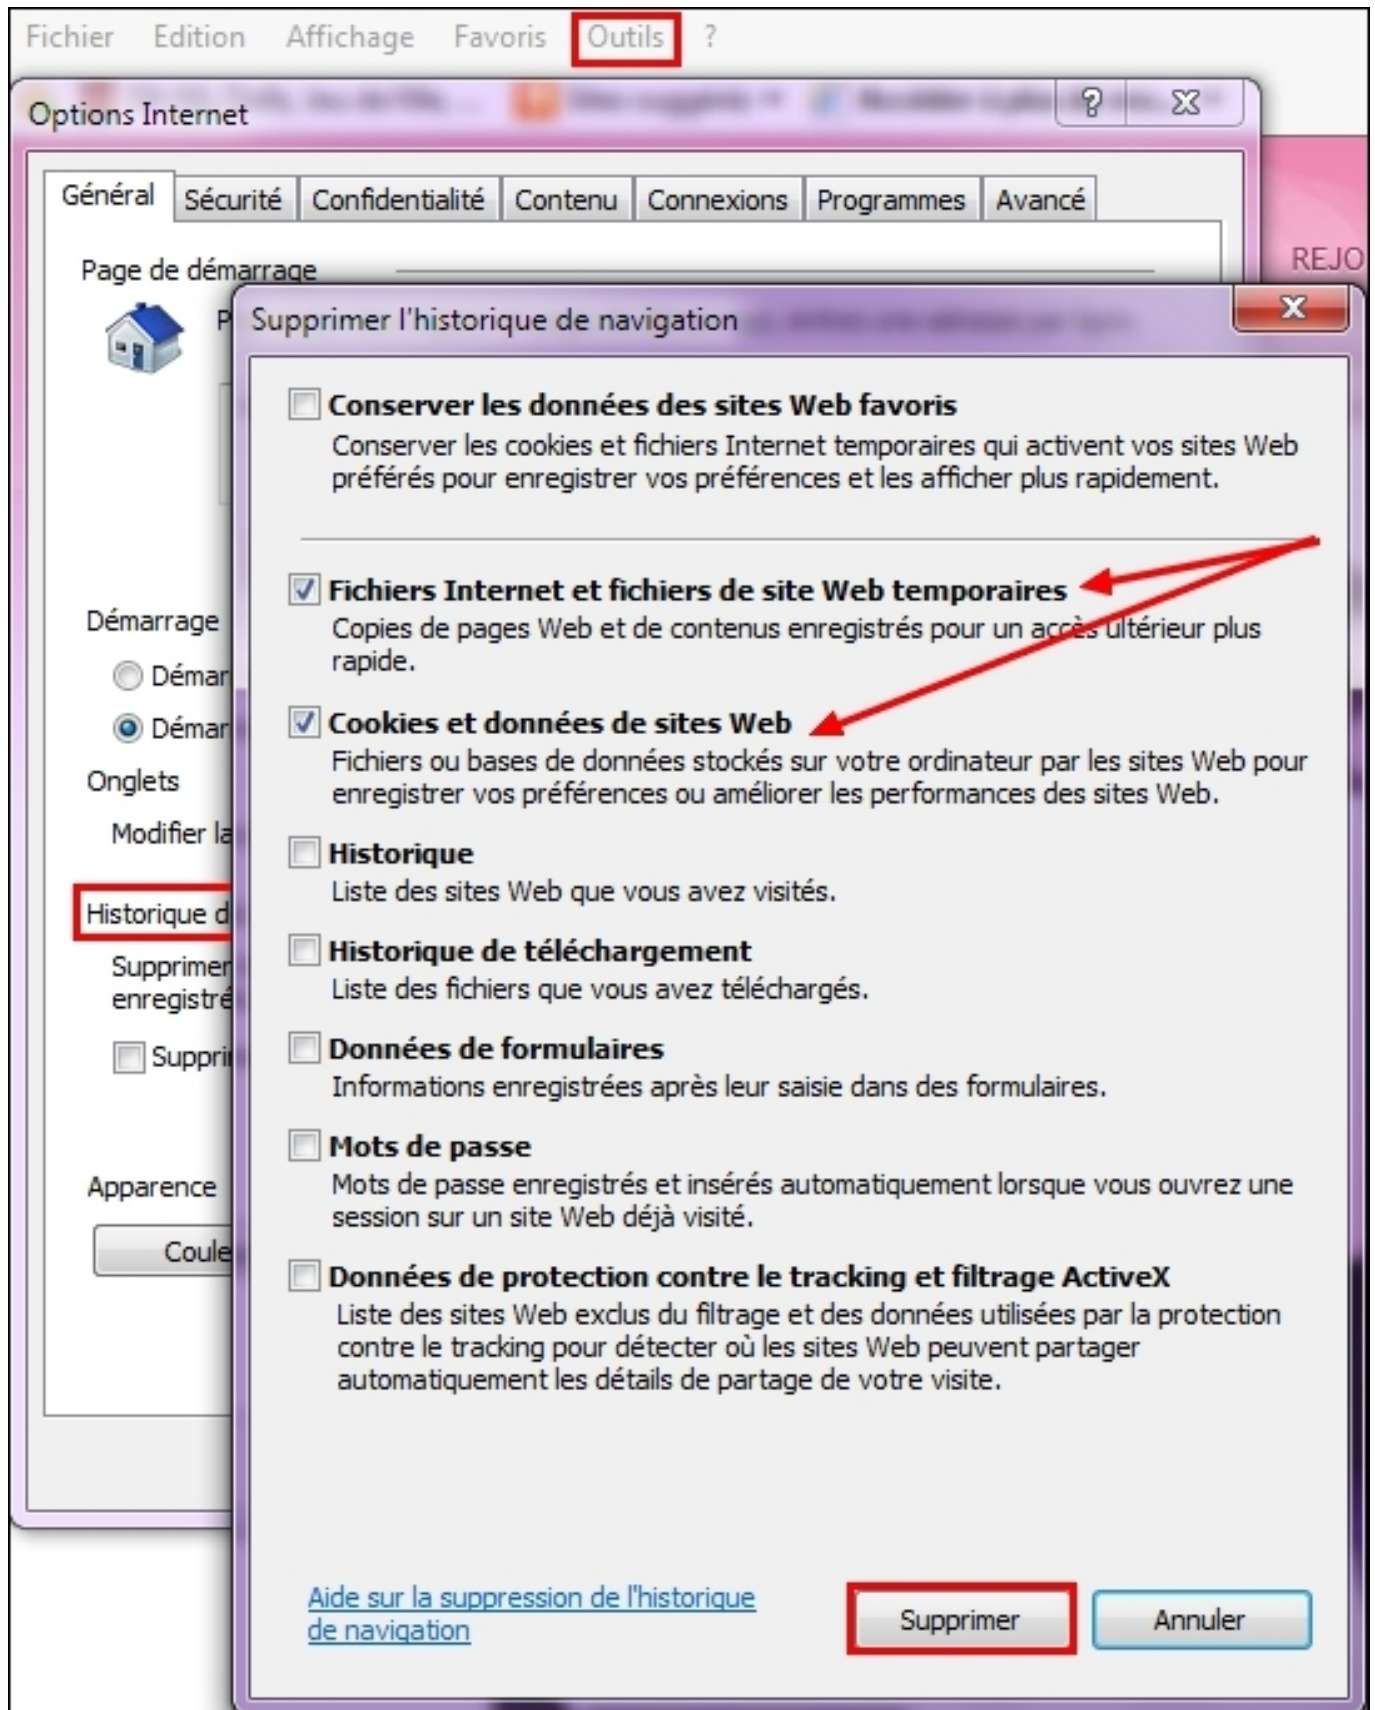 Fichier Edition Affichage Favoris Outils ?
Options Internet
Général Sécurité Confidentialité Contenu Connexions Programmes Avancé
Page de démarrage
REJO
P
Supprimer l'historique de navigation
Conserver les données des sites Web favoris
Conserver les cookies et fichiers Internet temporaires qui activent vos sites Web
préférés pour enregistrer vos préférences et les afficher plus rapidement.
Fichiers Internet et fichiers de site Web temporaires
Copies de pages Web et de contenus enregistrés pour un accès ultérieur plus
rapide.
Cookies et données de sites Web
Fichiers ou bases de données stockés sur votre ordinateur par les sites Web pour
enregistrer vos préférences ou améliorer les performances des sites Web.
Historique
Liste des sites Web que vous avez visités.
Historique de téléchargement
Liste des fichiers que vous avez téléchargés.
Données de formulaires
Informations enregistrées après leur saisie dans des formulaires.
Mots de passe
Mots de passe enregistrés et insérés automatiquement lorsque vous ouvrez une
session sur un site Web déjà visité.
Données de protection contre le tracking et filtrage ActiveX
Liste des sites Web exclus du filtrage et des données utilisées par la protection
contre le tracking pour détecter où les sites Web peuvent partager
automatiquement les détails de partage de votre visite.
Aide sur la suppression de l'historique
de navigation
Supprimer Annuler
Démarrage
Démar
Démar
Onglets
Modifier la
Historique d
Supprimer
enregistré
Suppri
Apparence
Coule